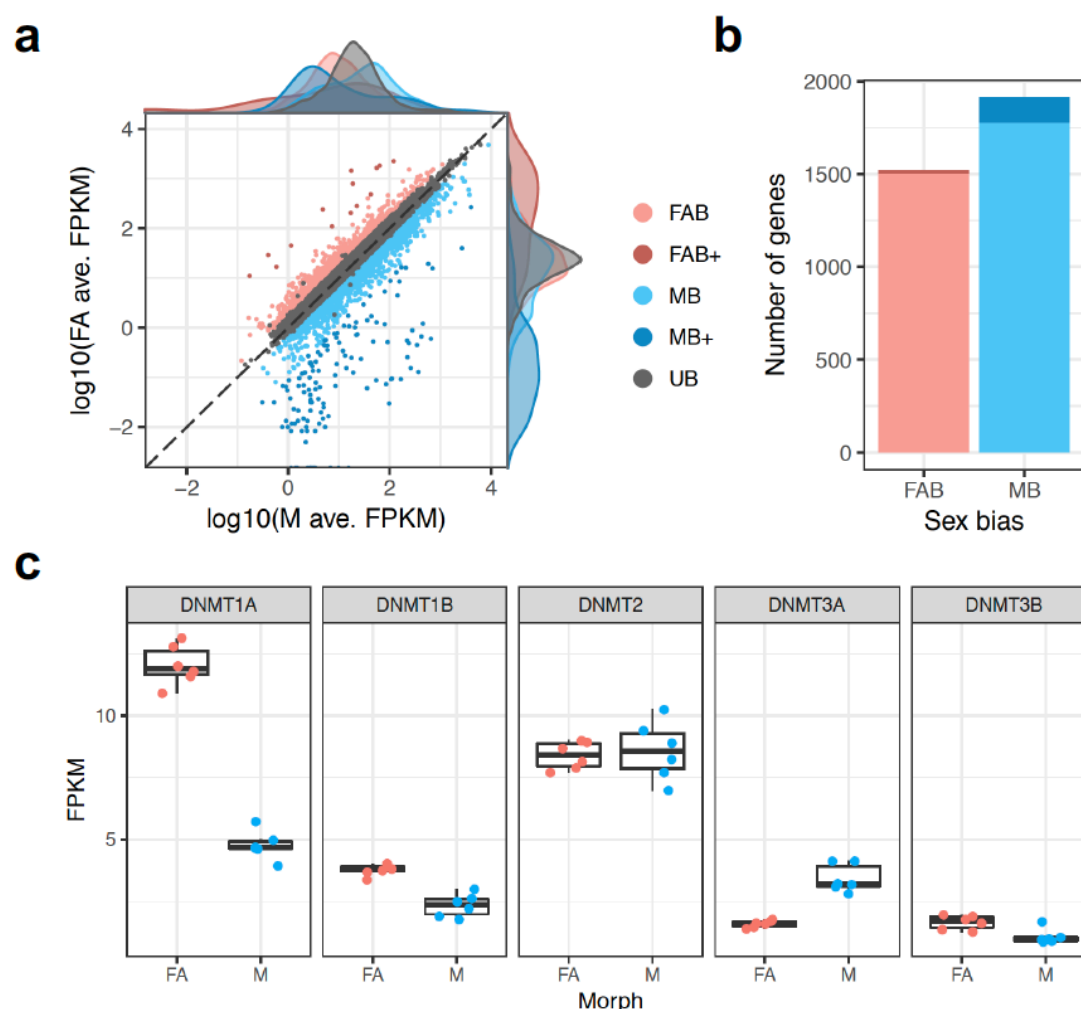 a
4
2
0
−2
log10(FA ave. FPKM)
−2 0 2 4
log10(M ave. FPKM)
FAB
FAB+
MB
MB+
UB
b
2000
1500
1000
500
0
Number of genes
FAB MB
Sex bias
c
DNMT1A DNMT1B DNMT2 DNMT3A DNMT3B
10
5
FPKM
FA M FA M FA M FA M FA M
Morph